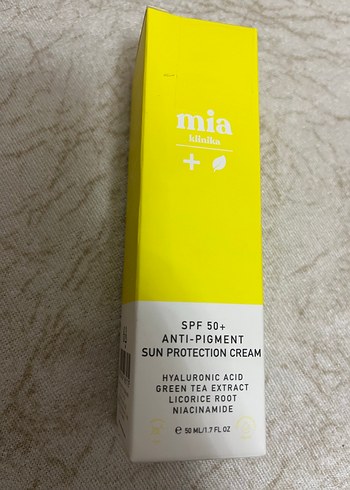 mia
klinika
SPF 50+
ANTI-PIGMENT
SUN PROTECTION CREAM
HYALURONIC ACID
GREEN TEA EXTRACT
LICORICE ROOT
NIACINAMIDE
℮ 50 ML/1.7 FL OZ